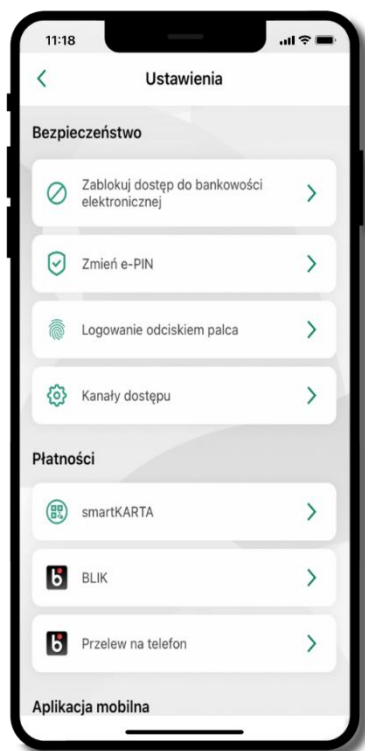 11:18
Ustawienia
Bezpieczeństwo
Zablokuj dostęp do bankowości
elektronicznej
Zmień e-PIN
Logowanie odciskiem palca
Kanały dostępu
Płatności
smartKARTA
BLIK
Przelew na telefon
Aplikacja mobilna